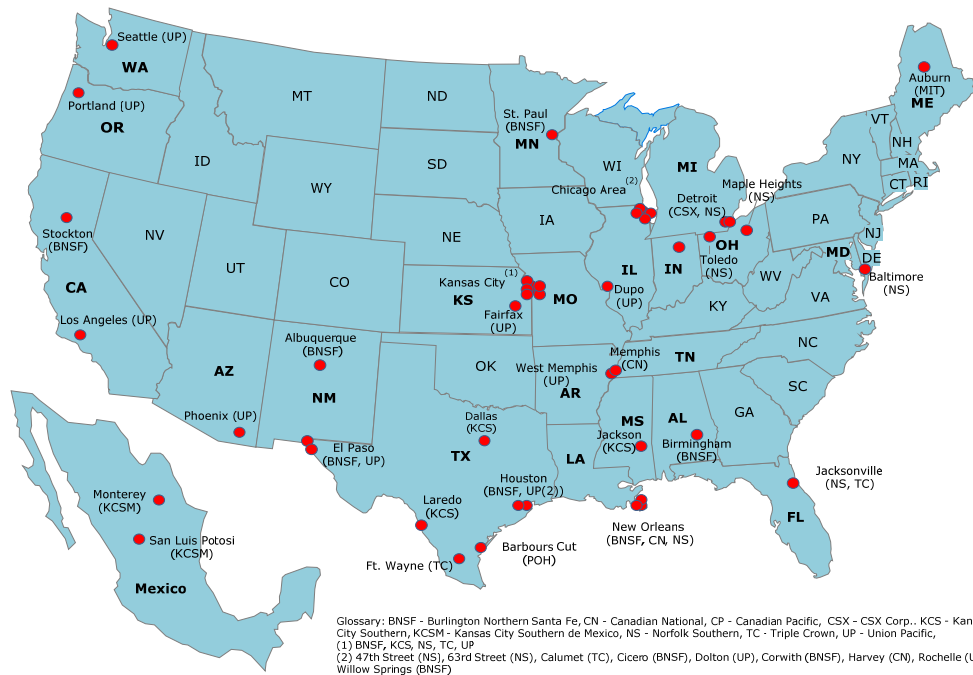 Seattle (UP)
WA
Portland (UP)
OR
MT
ND
ID
WY
SD
St. Paul
(BNSF)
MN
WI
(2)
Chicago Area
MI
Auburn
(MIT)
ME
VT
NH
NY
MA
CT
RI
Maple Heights
(NS)
Detroit
(CSX, NS)
Stockton
(BNSF)
NV
UT
CO
NE
IA
(1)
Kansas City
KS
Fairfax
(UP)
MO
IL
Dupo
(UP)
IN
OH
Toledo
(NS)
PA
NJ
MD
DE
Baltimore
(NS)
WV
VA
KY
CA
Los Angeles (UP)
Albuquerque
(BNSF)
AZ
NM
OK
West Memphis
(UP)
AR
Memphis
(CN)
TN
NC
SC
Phoenix (UP)
El Paso
(BNSF, UP)
Dallas
(KCS)
TX
LA
MS
Jackson
(KCS)
AL
Birmingham
(BNSF)
GA
Jacksonville
(NS, TC)
FL
Monterey
(KCSM)
San Luis Potosi
(KCSM)
Mexico
Laredo
(KCS)
Houston
(BNSF, UP(2))
New Orleans
(BNSF, CN, NS)
Ft. Wayne (TC)
Barbours Cut
(POH)
Glossary: BNSF - Burlington Northern Santa Fe, CN - Canadian National, CP - Canadian Pacific, CSX - CSX Corp.. KCS - Kan
City Southern, KCSM - Kansas City Southern de Mexico, NS - Norfolk Southern, TC - Triple Crown, UP - Union Pacific,
(1) BNSF, KCS, NS, TC, UP
(2) 47th Street (NS), 63rd Street (NS), Calumet (TC), Cicero (BNSF), Dolton (UP), Corwith (BNSF), Harvey (CN), Rochelle (U
Willow Springs (BNSF)